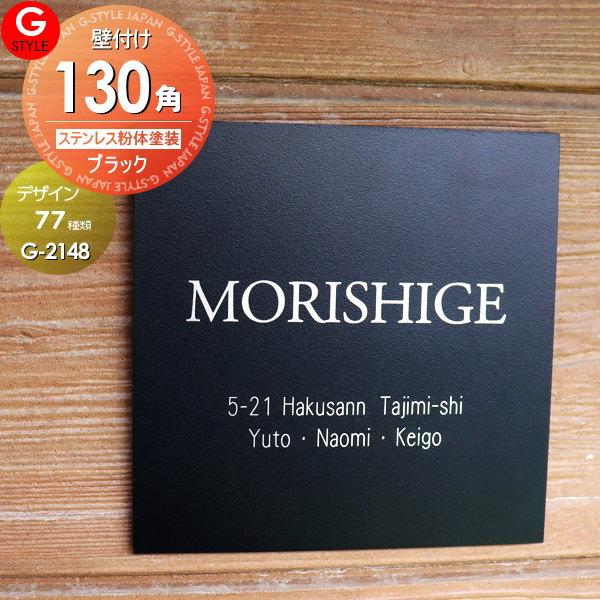 G
STYLE
G-STYLE JAPAN G-STYLE JAPAN G-STYLE JAPAN G-STYLE JAPAN
壁付け
130角
ステンレス粉体塗装
ブラック
デザイン
77種類
G-2148
MORISHIGE
5-21 Hakusann Tajimi-shi
Yuto・Naomi・Keigo